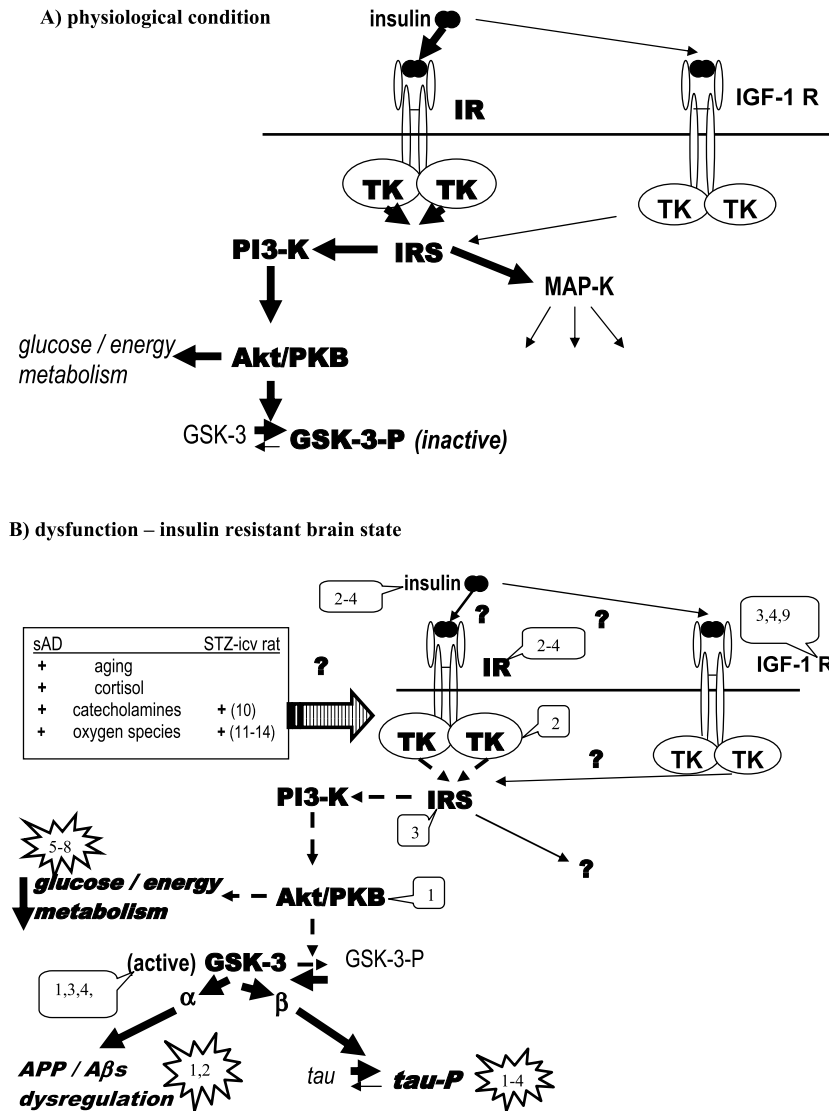 A) physiological condition
insulin
IR
IGF-1 R
TK TK
TK TK
PI3-K IRS
MAP-K
glucose / energy
metabolism
Akt/PKB
GSK-3 GSK-3-P (inactive)
B) dysfunction – insulin resistant brain state
2-4 insulin
? ?
3,4,9
sAD STZ-icv rat
+ aging
+ cortisol
+ catecholamines + (10)
+ oxygen species + (11-14)
?
IR 2-4
IGF-1 R
TK TK 2
TK TK
?
PI3-K IRS
3
?
5-8
glucose / energy
metabolism
Akt/PKB 1
(active) GSK-3 GSK-3-P
1,3,4,
α β
APP / Aβs
dysregulation
1,2
tau tau-P
1-4